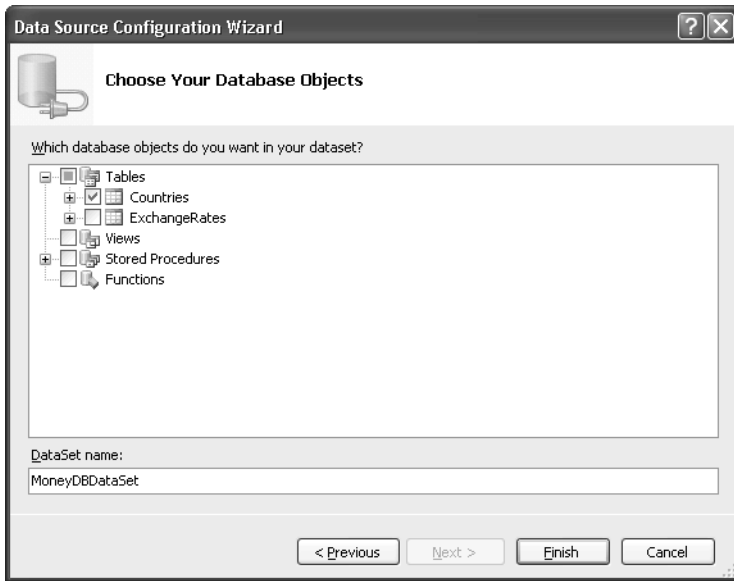 Data Source Configuration Wizard
Choose Your Database Objects
Which database objects do you want in your dataset?
Tables
Countries
ExchangeRates
Views
Stored Procedures
Functions
DataSet name:
MoneyDBDataSet
< Previous Next > Finish Cancel